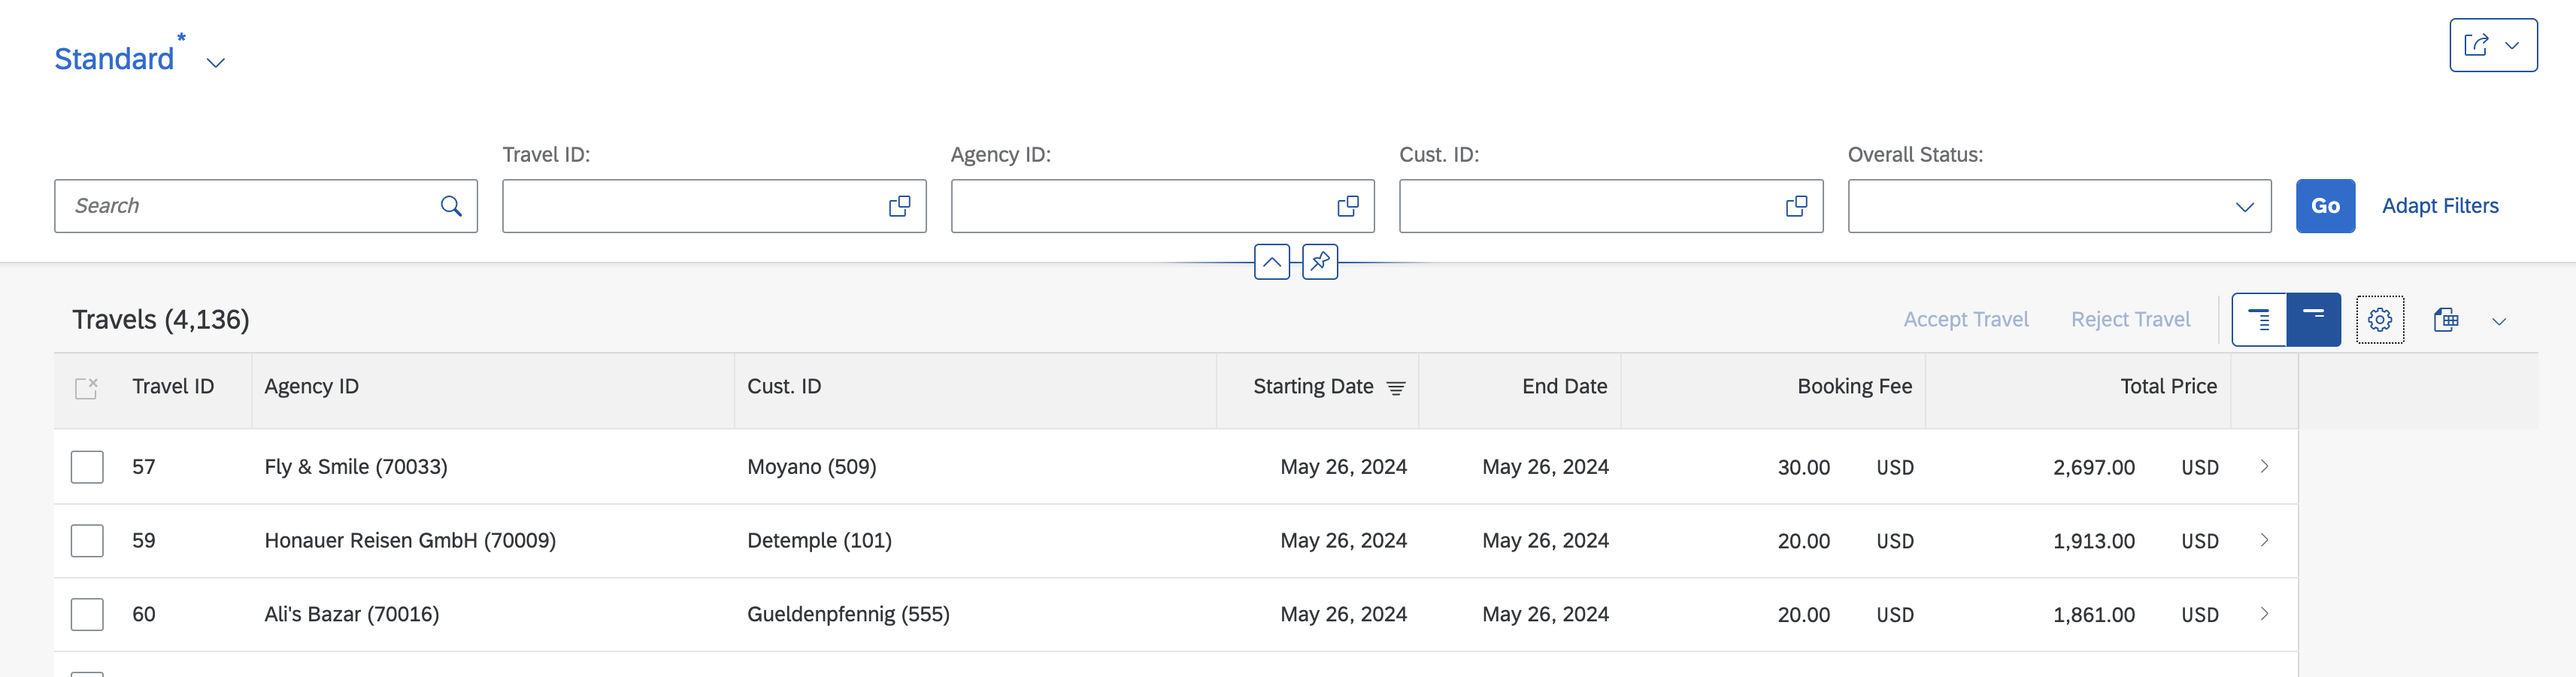 Standard *
Travel ID: Agency ID: Cust. ID: Overall Status:
Search Go Adapt Filters
Travels (4,136) Accept Travel Reject Travel
Travel ID Agency ID Cust. ID Starting Date End Date Booking Fee Total Price
57 Fly & Smile (70033) Moyano (509) May 26, 2024 May 26, 2024 30.00 USD 2,697.00 USD
59 Honauer Reisen GmbH (70009) Detemple (101) May 26, 2024 May 26, 2024 20.00 USD 1,913.00 USD
60 Ali's Bazar (70016) Gueldenpfennig (555) May 26, 2024 May 26, 2024 20.00 USD 1,861.00 USD